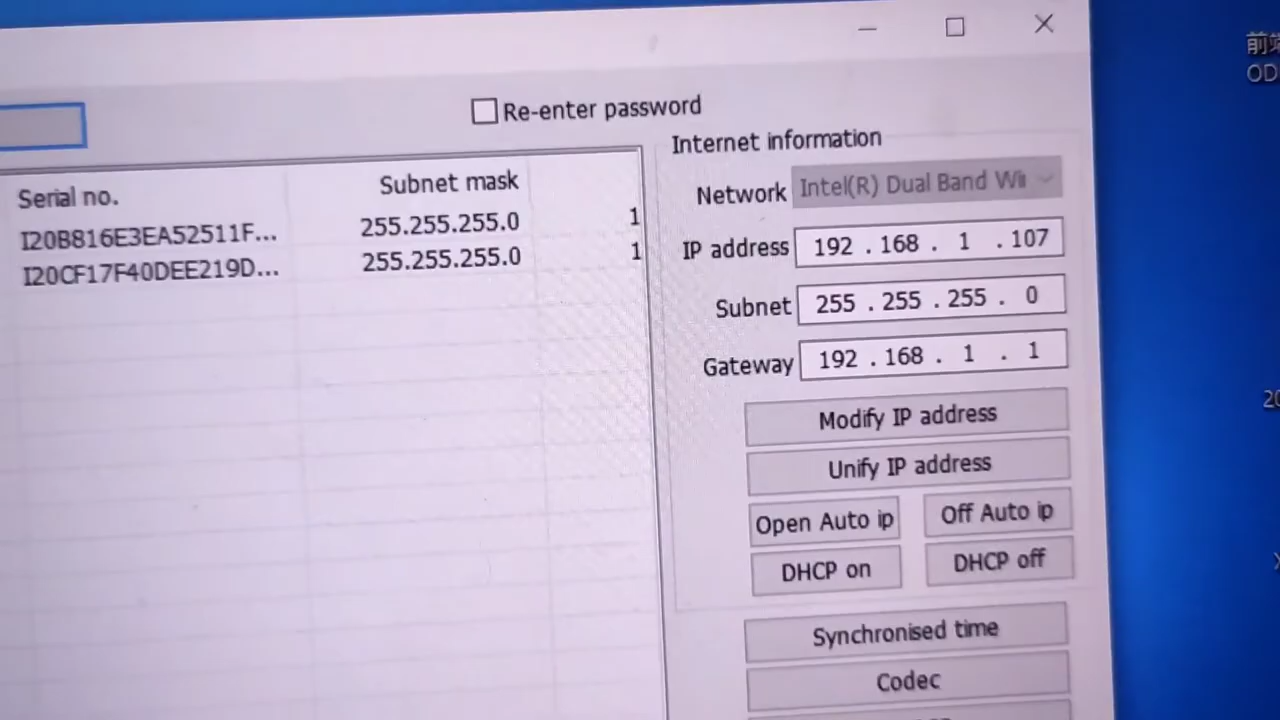 Re-enter password
Internet information
Serial no.
Subnet mask
I20B816E3EA52511F...
255.255.255.0
1
I20CF17F40DEE219D...
255.255.255.0
1
Network
Intel(R) Dual Band Wi
IP address
192 . 168 . 1 . 107
Subnet
255 . 255 . 255 . 0
Gateway
192 . 168 . 1 . 1
Modify IP address
Unify IP address
Open Auto ip
Off Auto ip
DHCP on
DHCP off
Synchronised time
Codec
前端
OD
20